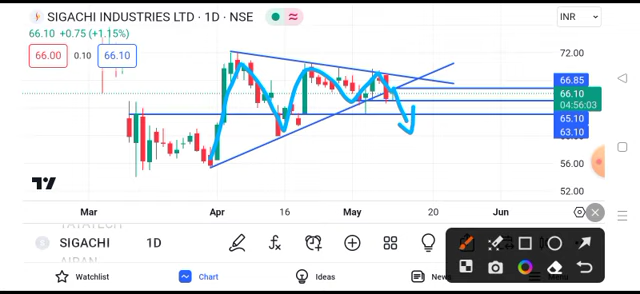 SIGACHI INDUSTRIES LTD · 1D · NSE
INR
66.10 +0.75 (+1.15%)
66.00 0.10 66.10
72.00
66.85
66.10
04:56:03
65.10
63.10
56.00
52.00
Mar Apr 16 May 20 Jun
TATATECH
SIGACHI 1D
Watchlist Chart Ideas News Menu